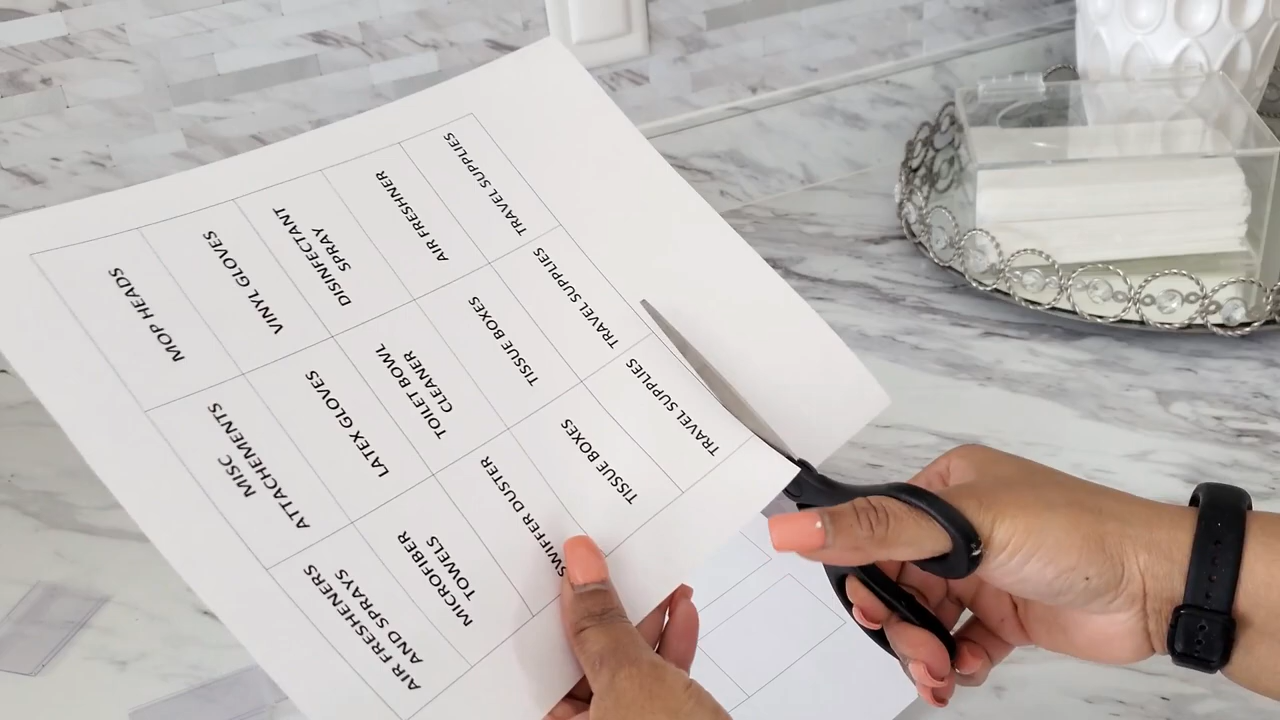 AIR FRESHENERS
AND SPRAYS
MISC
ATTACHEMENTS
MOP HEADS
MICROFIBER
TOWELS
LATEX GLOVES
VINYL GLOVES
SWIFFER DUSTER
TOILET BOWL
CLEANER
DISINFECTANT
SPRAY
TISSUE BOXES
TISSUE BOXES
AIR FRESHNER
TRAVEL SUPPLIES
TRAVEL SUPPLIES
TRAVEL SUPPLIES